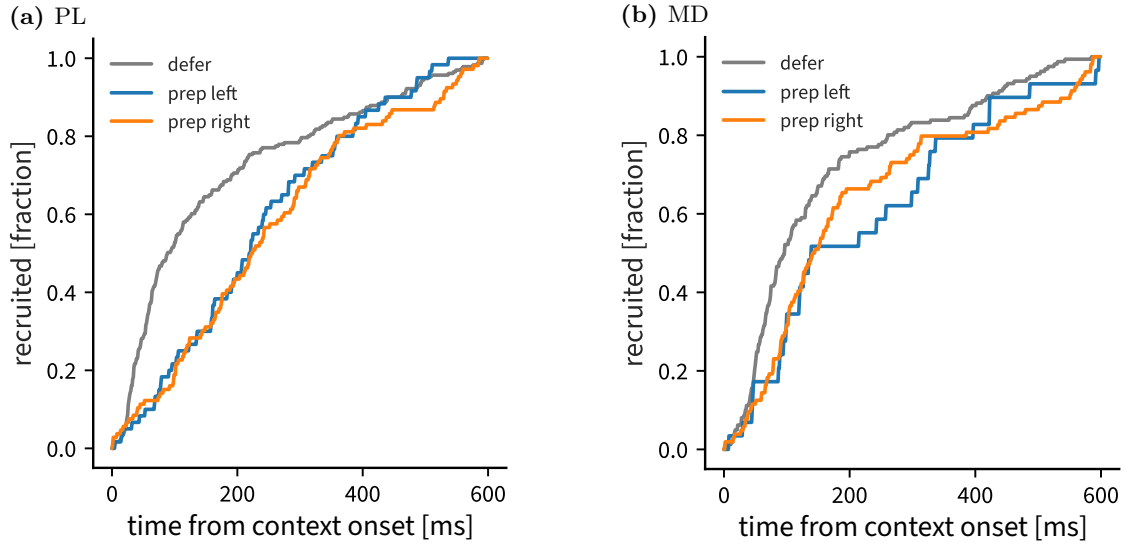 (a) PL
defer
prep left
prep right
1.0
0.8
0.6
0.4
0.2
0.0
recruited [fraction]
0 200 400 600
time from context onset [ms]
(b) MD
defer
prep left
prep right
1.0
0.8
0.6
0.4
0.2
0.0
recruited [fraction]
0 200 400 600
time from context onset [ms]